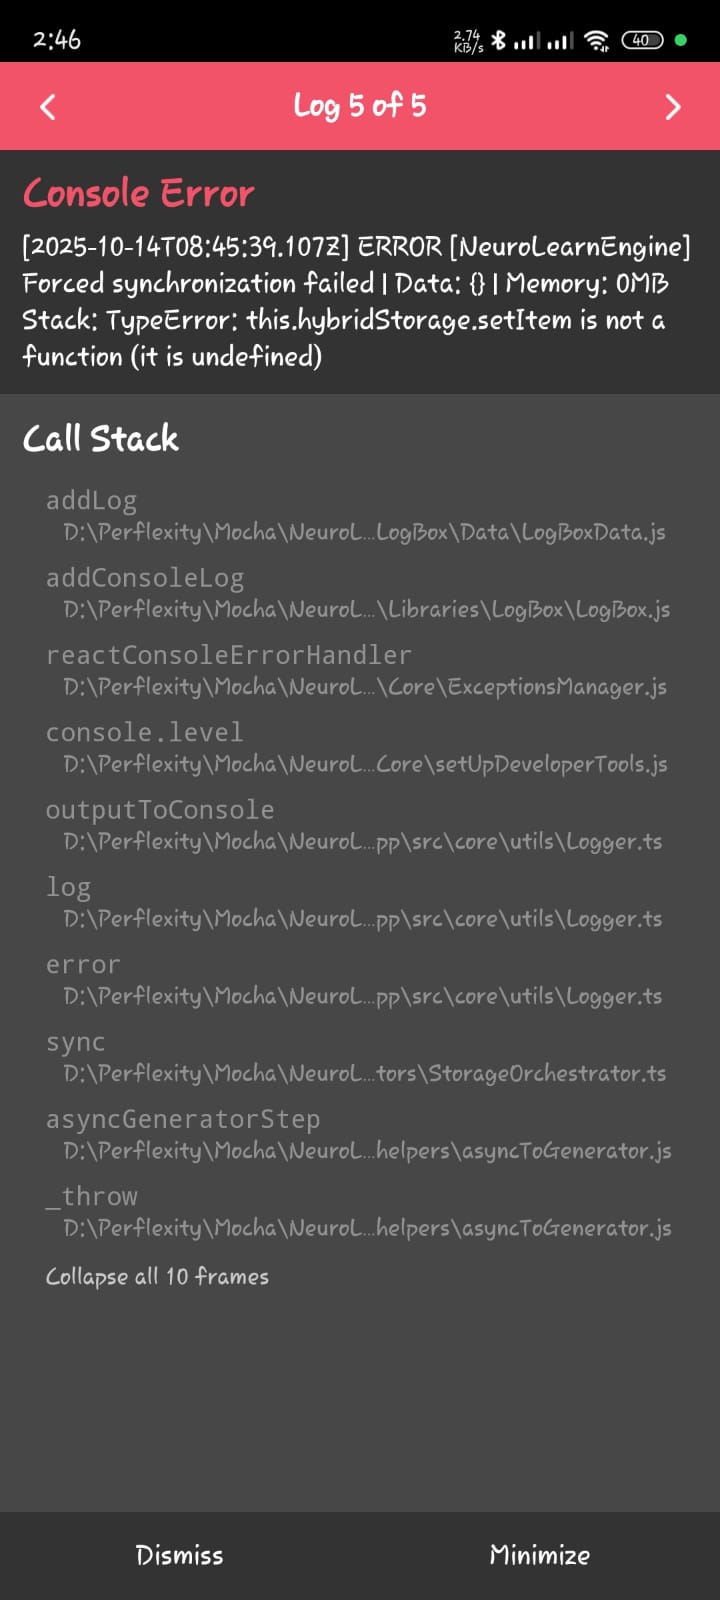 2:46
2.74
KB/s
40
Log 5 of 5
Console Error
[2025-10-14T08:45:39.107Z] ERROR [NeuroLearnEngine]
Forced synchronization failed | Data: {} | Memory: 0MB
Stack: TypeError: this.hybridStorage.setItem is not a
function (it is undefined)
Call Stack
addLog
D:\Perflexity\Mocha\NeuroL...LogBox\Data\LogBoxData.js
addConsoleLog
D:\Perflexity\Mocha\NeuroL...\Libraries\LogBox\LogBox.js
reactConsoleErrorHandler
D:\Perflexity\Mocha\NeuroL...\Core\ExceptionsManager.js
console.level
D:\Perflexity\Mocha\NeuroL...Core\setUpDeveloperTools.js
outputToConsole
D:\Perflexity\Mocha\NeuroL...pp\src\core\utils\Logger.ts
log
D:\Perflexity\Mocha\NeuroL...pp\src\core\utils\Logger.ts
error
D:\Perflexity\Mocha\NeuroL...pp\src\core\utils\Logger.ts
sync
D:\Perflexity\Mocha\NeuroL...tors\StorageOrchestrator.ts
asyncGeneratorStep
D:\Perflexity\Mocha\NeuroL...helpers\asyncToGenerator.js
_throw
D:\Perflexity\Mocha\NeuroL...helpers\asyncToGenerator.js
Collapse all 10 frames
Dismiss
Minimize